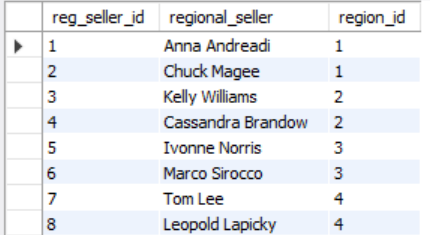 reg_seller_id regional_seller region_id
1 Anna Andreadi 1
2 Chuck Magee 1
3 Kelly Williams 2
4 Cassandra Brandow 2
5 Ivonne Norris 3
6 Marco Sirocco 3
7 Tom Lee 4
8 Leopold Lapicky 4